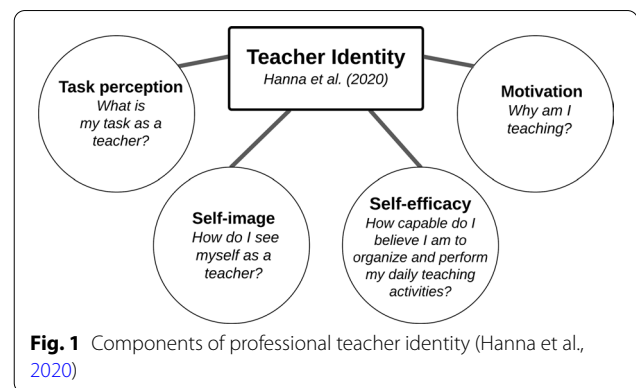 Teacher Identity
Hanna et al. (2020)
Task perception
What is
my task as a
teacher?
Motivation
Why am I
teaching?
Self-image
How do I see
myself as a
teacher?
Self-efficacy
How capable do I
believe I am to
organize and perform
my daily teaching
activities?
Fig. 1 Components of professional teacher identity (Hanna et al.,
2020)